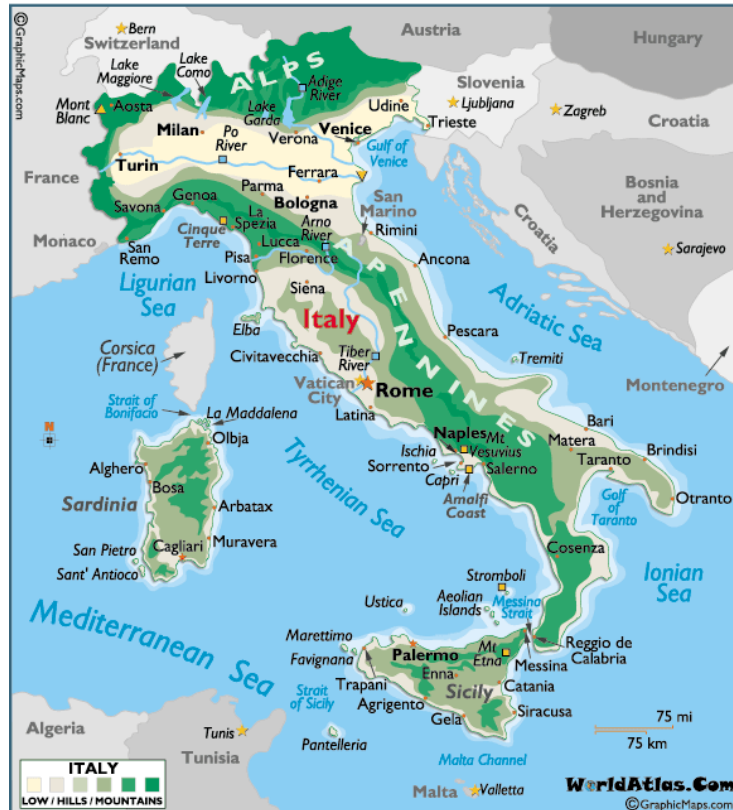 ©GraphicMaps.com
Bern
Switzerland
Austria
Hungary
Lake
Maggiore
Lake
Como
ALPS
Adige
River
Slovenia
Ljubljana
Zagreb
Croatia
Mont
Blanc
Aosta
Lake
Garda
Udine
Milan
Po
River
Verona
Venice
Trieste
Gulf of
Venice
Turin
Ferrara
France
Parma
Bologna
San
Marino
Bosnia
and
Herzegovina
Savona
Genoa
La
Spezia
Arno
River
Rimini
Croatia
Cinque
Terre
Lucca
Florence
Sarajevo
Monaco
San
Remo
Pisa
Livorno
Ancona
Ligurian
Sea
Siena
APENNINES
Adriatic Sea
Italy
Elba
Pescara
Corsica
(France)
Civitavecchia
Tiber
River
Tremiti
Vatican
City
Rome
Montenegro
Strait of
Bonifacio
La Maddalena
Latina
N
Olbja
Naples
Mt
Vesuvius
Bari
Matera
Brindisi
Ischia
Sorrento
Salerno
Taranto
Alghero
Tyrrhenian Sea
Capri
Amalfi
Coast
Otranto
Bosa
Sardinia
Arbatax
Golf
of
Taranto
San Pietro
Cagliari
Muravera
Cosenza
Sant' Antioco
Stromboli
Ionian
Sea
Aeolian
Islands
Messina
Strait
Ustica
Mediterranean Sea
Marettimo
Favignana
Palermo
Mt
Etna
Reggio de
Calabria
Messina
Trapani
Enna
Sicily
Catania
Strait
of Sicily
Agrigento
Gela
Siracusa
75 mi
75 km
Algeria
Tunis
Tunisia
Pantelleria
Malta Channel
ITALY
LOW / HILLS / MOUNTAINS
Malta
Valletta
WorldAtlas.Com
©GraphicMaps.com